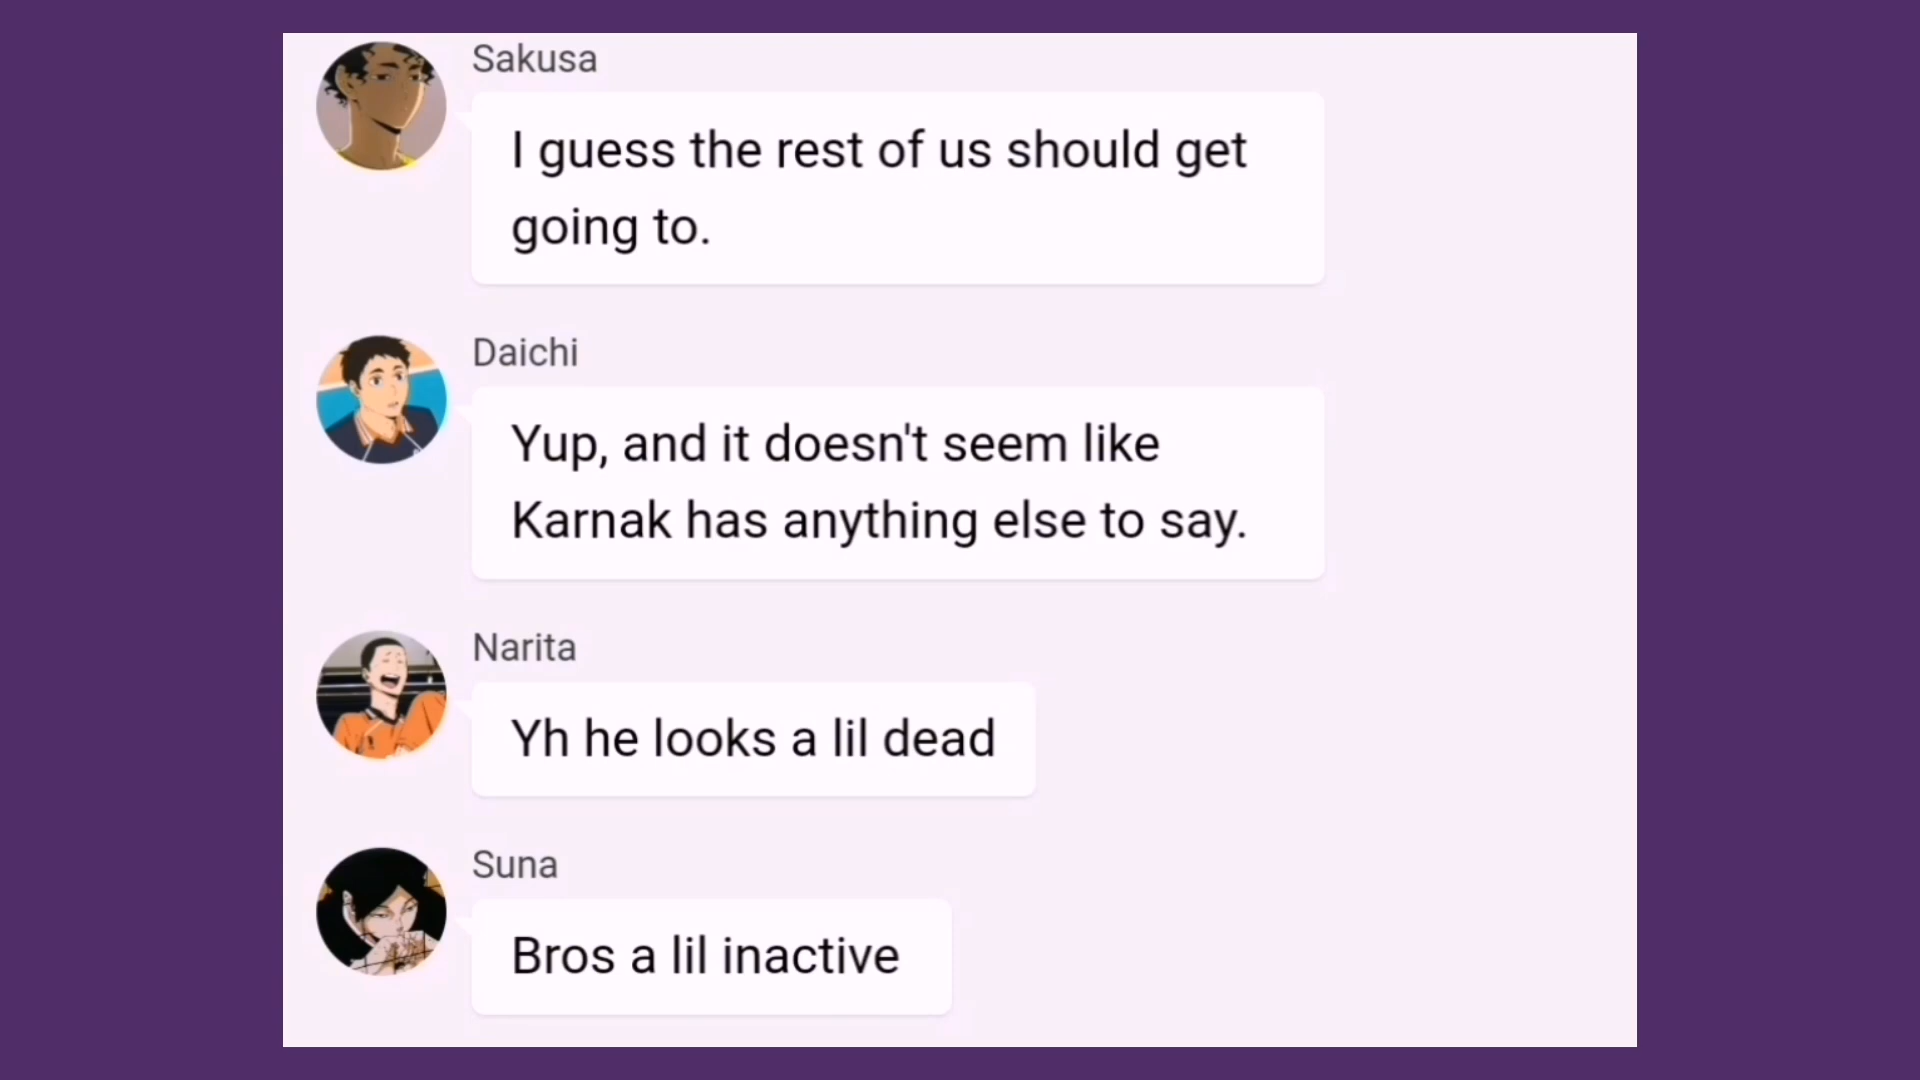 Sakusa
I guess the rest of us should get
going to.
Daichi
Yup, and it doesn't seem like
Karnak has anything else to say.
Narita
Yh he looks a lil dead
Suna
Bros a lil inactive